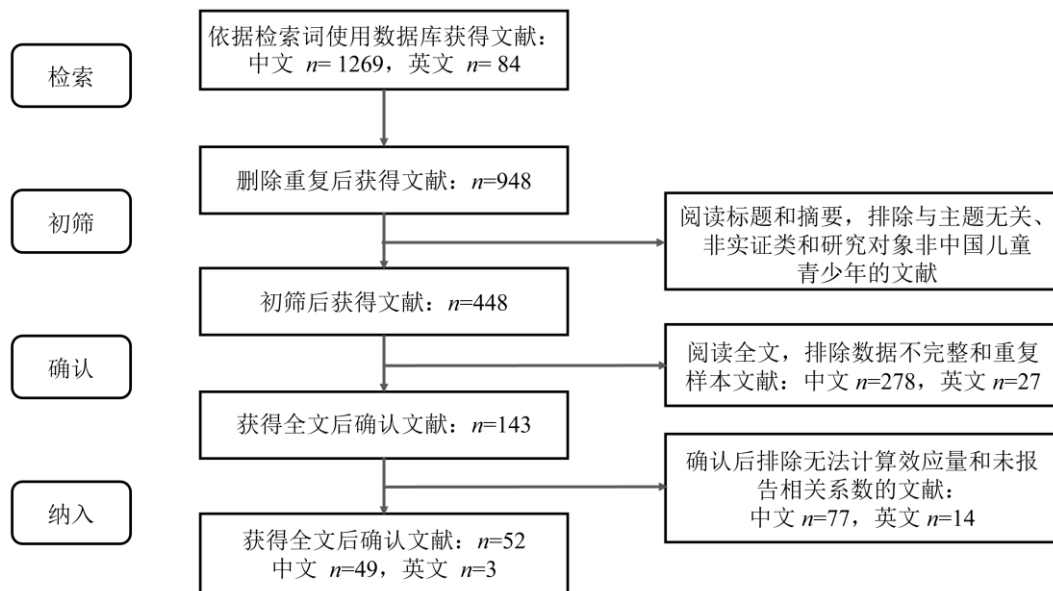 检索
依据检索词使用数据库获得文献：
中文 n= 1269，英文 n= 84
初筛
删除重复后获得文献：n=948
阅读标题和摘要，排除与主题无关、
非实证类和研究对象非中国儿童
青少年的文献
初筛后获得文献：n=448
确认
阅读全文，排除数据不完整和重复
样本文献：中文 n=278，英文 n=27
获得全文后确认文献：n=143
确认后排除无法计算效应量和未报
告相关系数的文献：
中文 n=77，英文 n=14
纳入
获得全文后确认文献：n=52
中文 n=49，英文 n=3